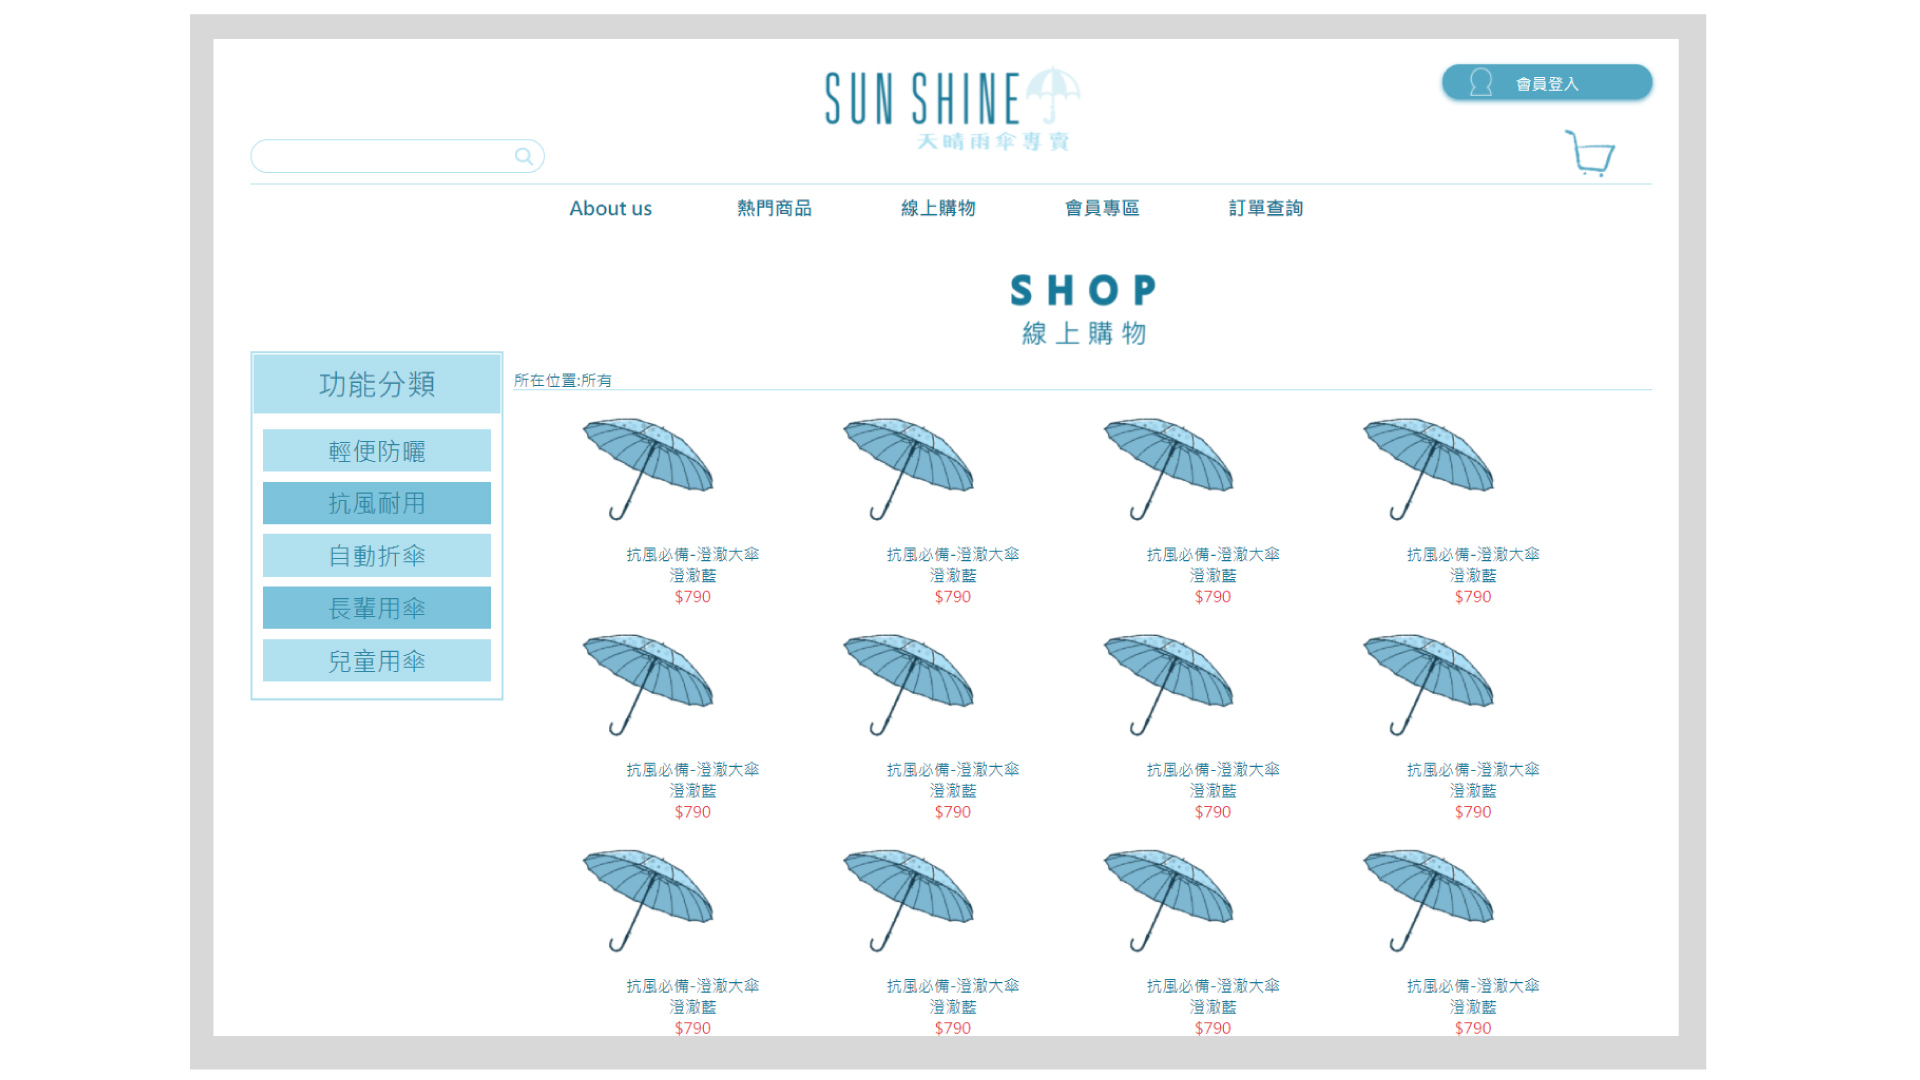 SUN SHINE
天晴雨傘專賣
會員登入
About us
熱門商品
線上購物
會員專區
訂單查詢
SHOP
線上購物
功能分類
輕便防曬
抗風耐用
自動折傘
長輩用傘
兒童用傘
所在位置:所有
抗風必備-澄澈大傘
澄澈藍
$790
抗風必備-澄澈大傘
澄澈藍
$790
抗風必備-澄澈大傘
澄澈藍
$790
抗風必備-澄澈大傘
澄澈藍
$790
抗風必備-澄澈大傘
澄澈藍
$790
抗風必備-澄澈大傘
澄澈藍
$790
抗風必備-澄澈大傘
澄澈藍
$790
抗風必備-澄澈大傘
澄澈藍
$790
抗風必備-澄澈大傘
澄澈藍
$790
抗風必備-澄澈大傘
澄澈藍
$790
抗風必備-澄澈大傘
澄澈藍
$790
抗風必備-澄澈大傘
澄澈藍
$790